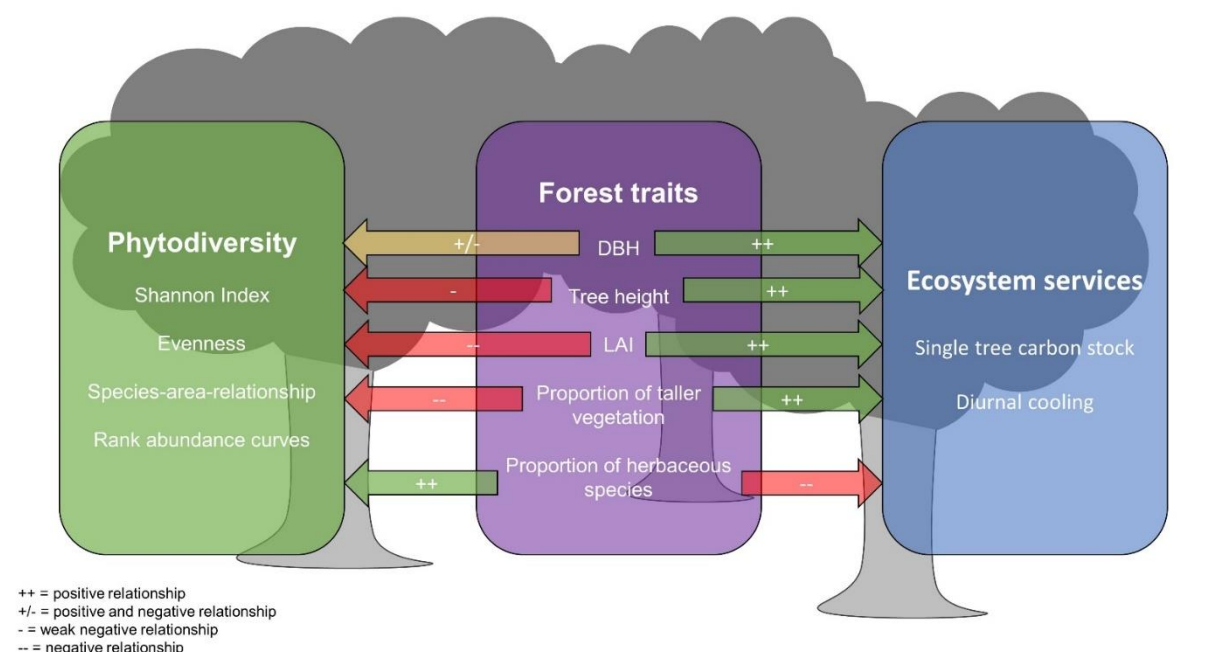 Phytodiversity
Shannon Index
Evenness
Species-area-relationship
Rank abundance curves
Forest traits
+/-
DBH
++
-
Tree height
++
--
LAI
++
--
Proportion of taller
vegetation
++
++
Proportion of herbaceous
species
--
Ecosystem services
Single tree carbon stock
Diurnal cooling
++ = positive relationship
+/- = positive and negative relationship
- = weak negative relationship
-- = negative relationship